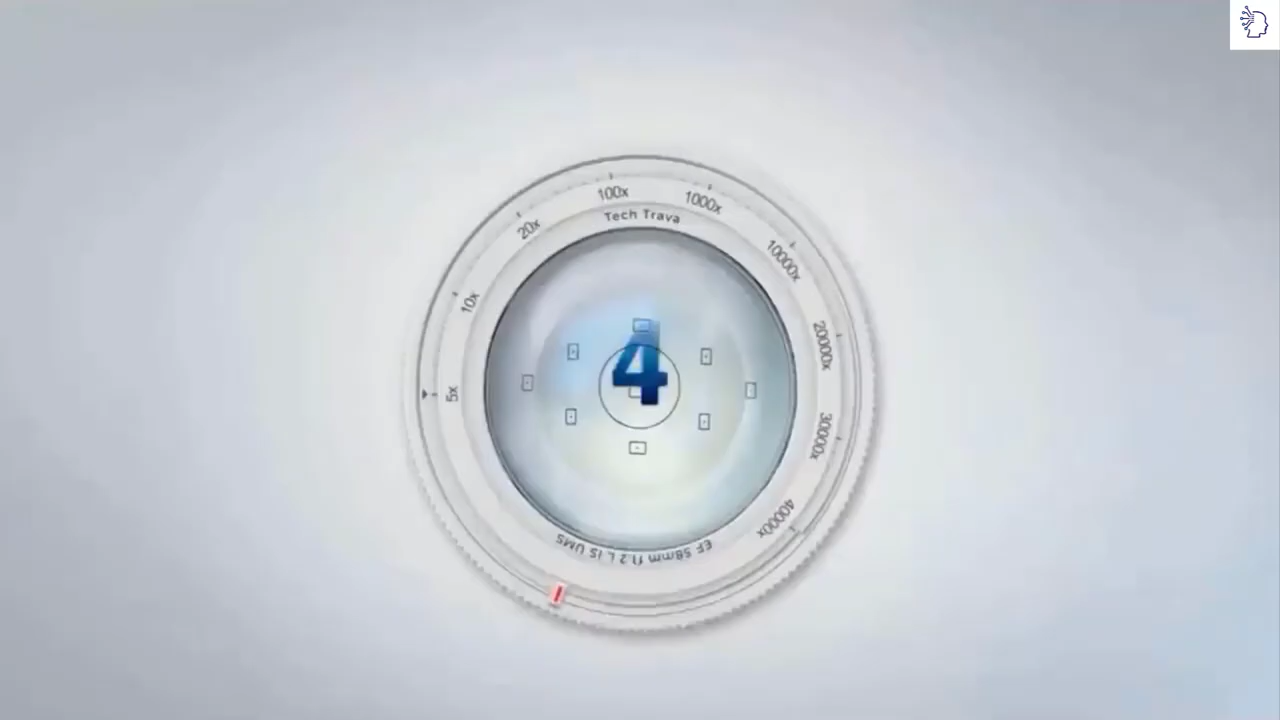 5x
10x
20x
100x
1000x
10000x
20000x
30000x
40000x
Tech Trava
4
EF 58mm f1.2 L IS UMS